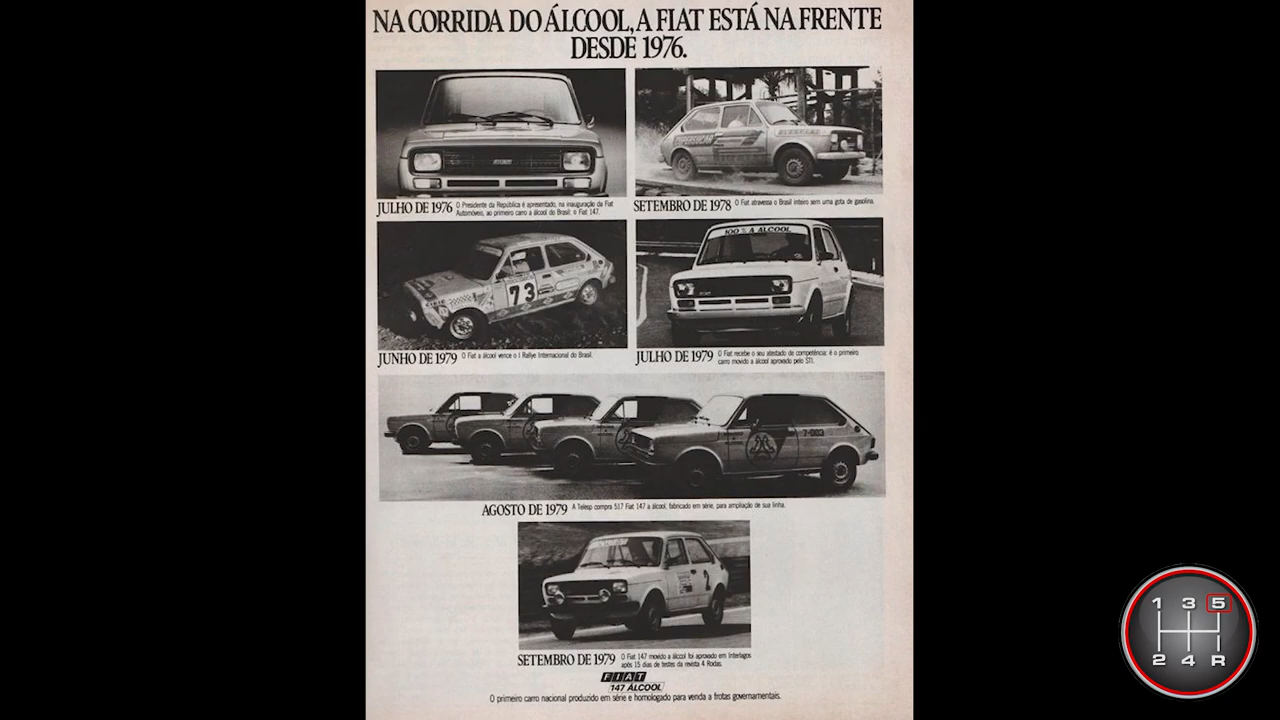 NA CORRIDA DO ÁLCOOL, A FIAT ESTÁ NA FRENTE
DESDE 1976.
JULHO DE 1976 O Presidente da República é apresentado, na inauguração da Fiat
Automóveis, ao primeiro carro a álcool do Brasil: o Fiat 147.
SETEMBRO DE 1978 O Fiat atravessa o Brasil inteiro sem uma gota de gasolina.
73
JUNHO DE 1979 O Fiat a álcool vence o I Rallye Internacional do Brasil.
100% A ÁLCOOL
JULHO DE 1979 O Fiat recebe o seu atestado de competência: é o primeiro
carro movido a álcool aprovado pelo STI.
7-003
AGOSTO DE 1979 A Telesp compra 517 Fiat 147 a álcool, fabricado em série, para ampliação de sua linha.
2
SETEMBRO DE 1979 O Fiat 147 movido a álcool foi aprovado em Interlagos
após 15 dias de testes da revista 4 Rodas.
FIAT
147 ÁLCOOL
O primeiro carro nacional produzido em série e homologado para venda a frotas governamentais.
1 3 5
2 4 R